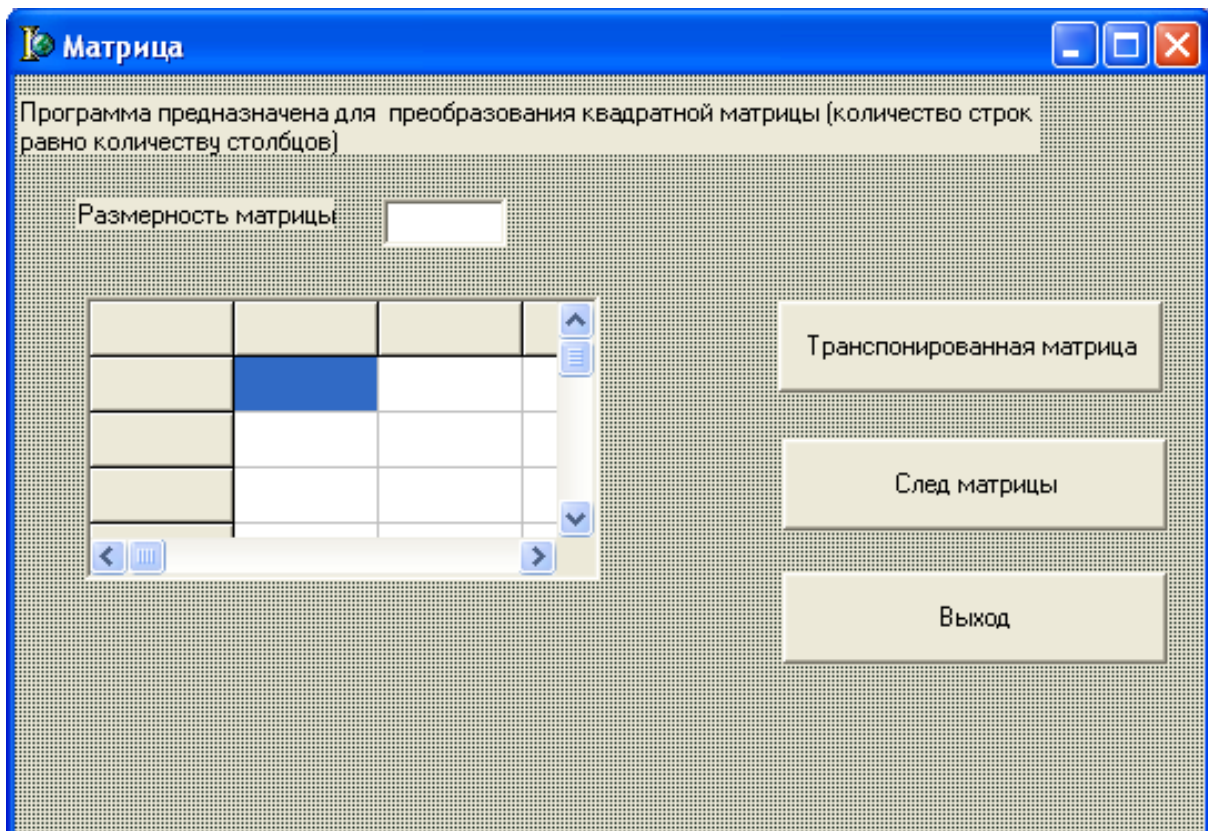 Матрица
Программа предназначена для  преобразования квадратной матрицы (количество строк
равно количеству столбцов)
Размерность матрицы
Транспонированная матрица
След матрицы
Выход